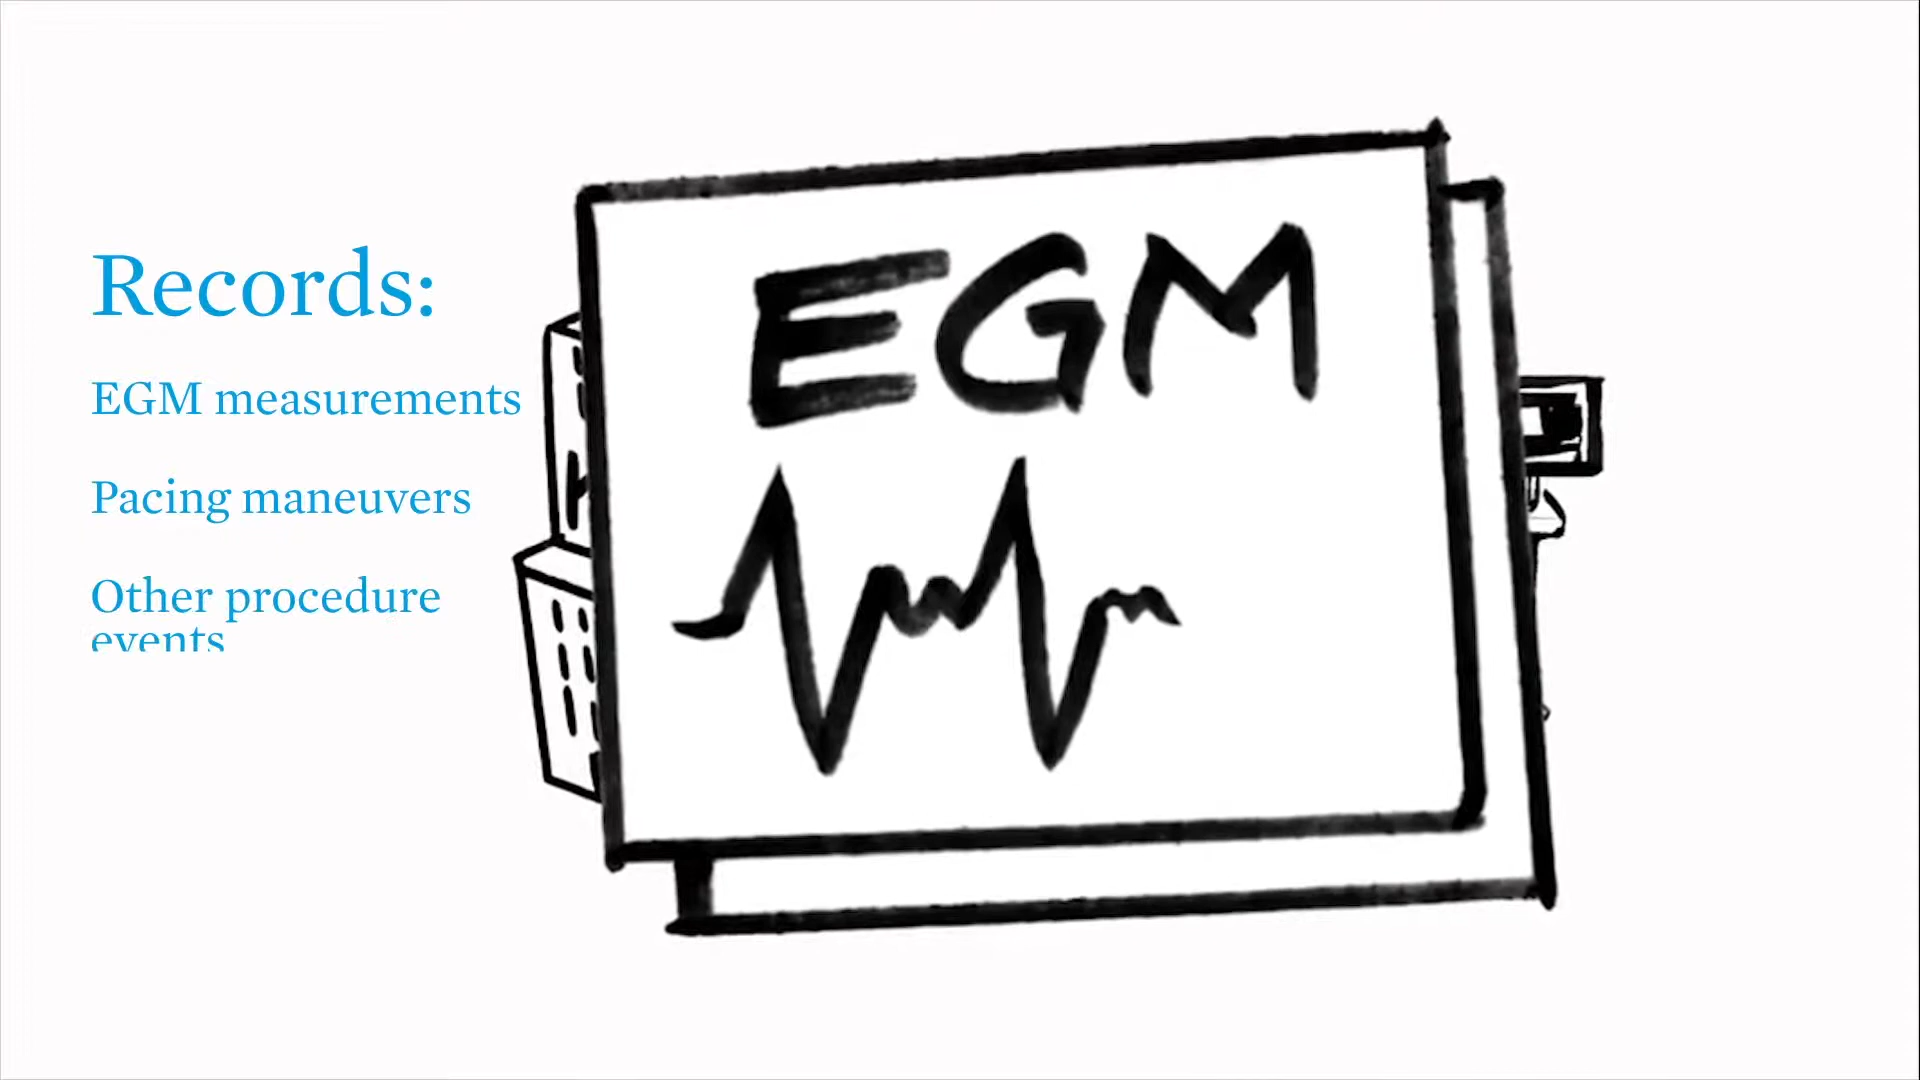 Records:
EGM measurements
Pacing maneuvers
Other procedure
events
EGM